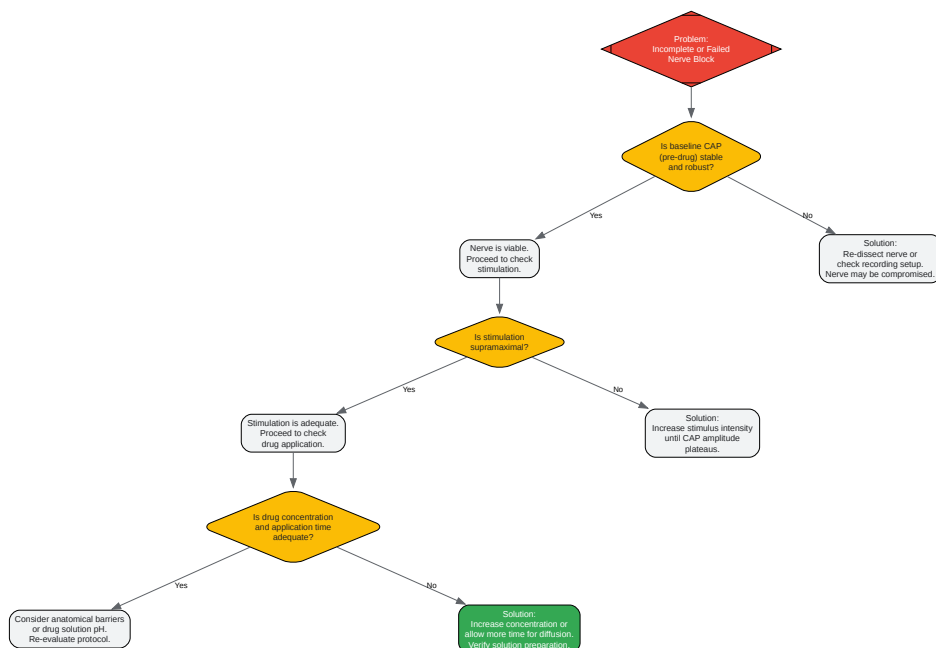 Problem:
Incomplete or Failed
Nerve Block
Is baseline CAP
(pre-drug) stable
and robust?
Yes
No
Nerve is viable.
Proceed to check
stimulation.
Solution:
Re-dissect nerve or
check recording setup.
Nerve may be compromised.
Is stimulation
supramaximal?
Yes
No
Stimulation is adequate.
Proceed to check
drug application.
Solution:
Increase stimulus intensity
until CAP amplitude
plateaus.
Is drug concentration
and application time
adequate?
Yes
No
Consider anatomical barriers
or drug solution pH.
Re-evaluate protocol.
Solution:
Increase concentration or
allow more time for diffusion.
Verify solution preparation.